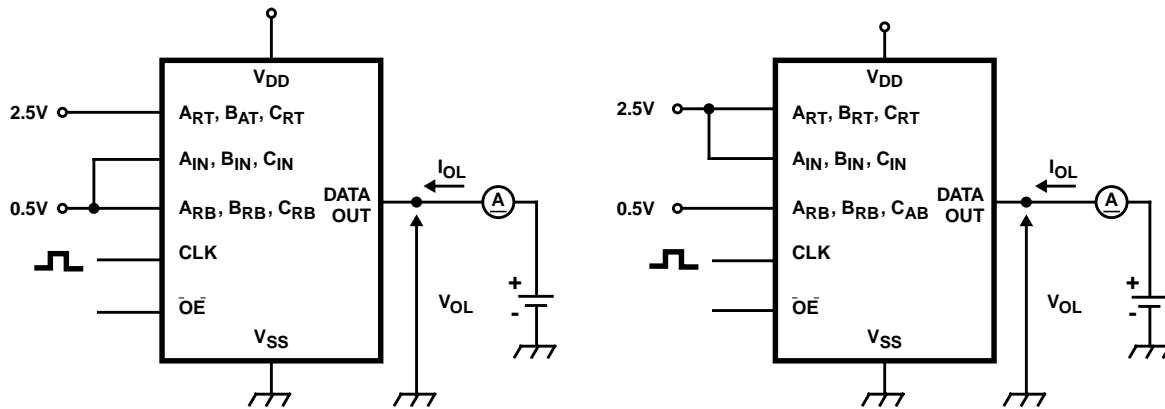 VDD
2.5V
ART, BAT, CRT
AIN, BIN, CIN
0.5V
ARB, BRB, CRB
DATA OUT
CLK
OE
VSS
IOL
A
VOL
+
-
VDD
2.5V
ART, BRT, CRT
AIN, BIN, CIN
0.5V
ARB, BRB, CAB
DATA OUT
CLK
OE
VSS
IOL
A
VOL
+
-